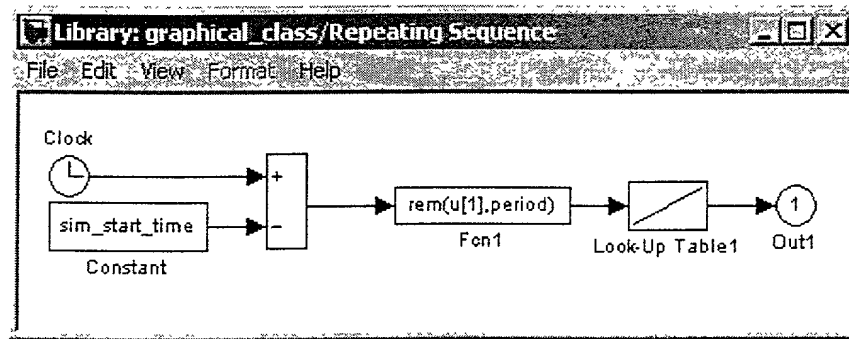 Library: graphical_class/Repeating Sequence
File Edit View Format Help
Clock
+
sim_start_time
−
Constant
rem(u[1],period)
Fcn1
Look-Up Table1
1
Out1